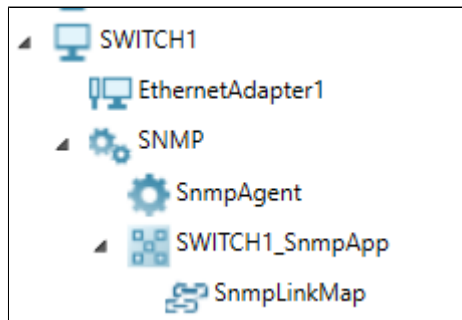 SWITCH1
EthernetAdapter1
SNMP
SnmpAgent
SWITCH1_SnmpApp
SnmpLinkMap